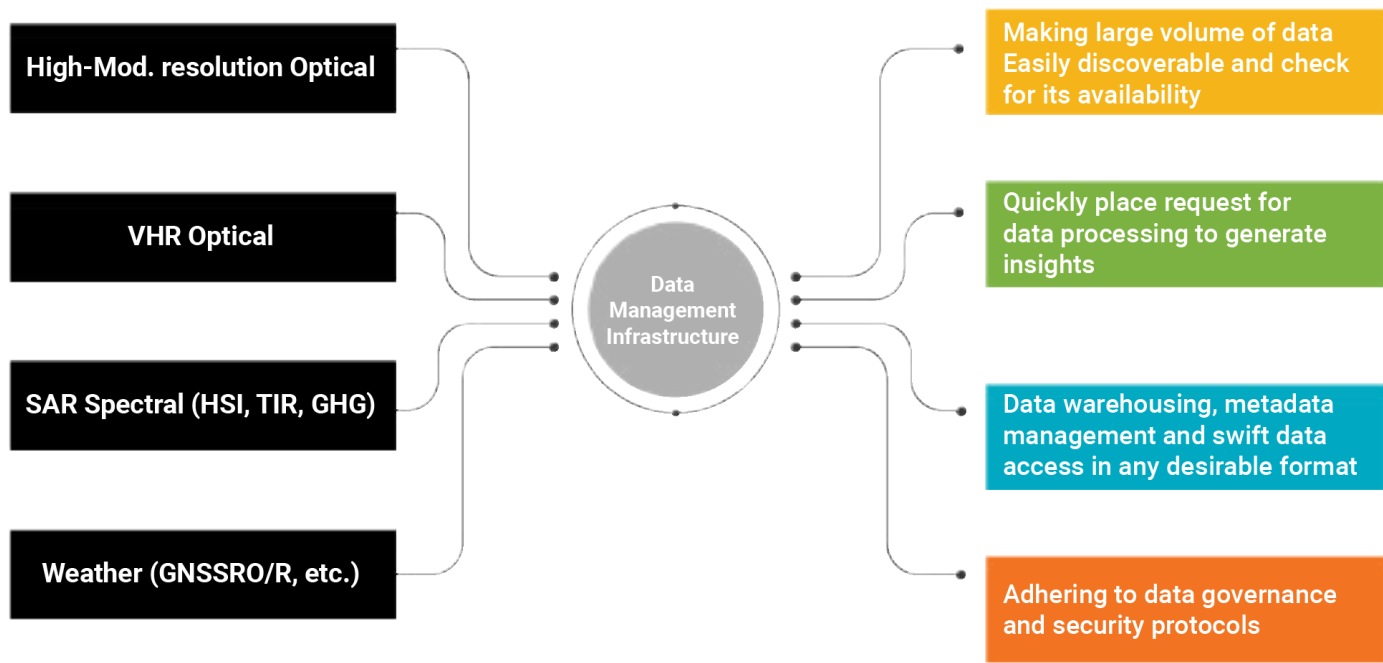 High-Mod. resolution Optical
VHR Optical
SAR Spectral (HSI, TIR, GHG)
Weather (GNSSRO/R, etc.)
Data
Management
Infrastructure
Making large volume of data
Easily discoverable and check
for its availability
Quickly place request for
data processing to generate
insights
Data warehousing, metadata
management and swift data
access in any desirable format
Adhering to data governance
and security protocols